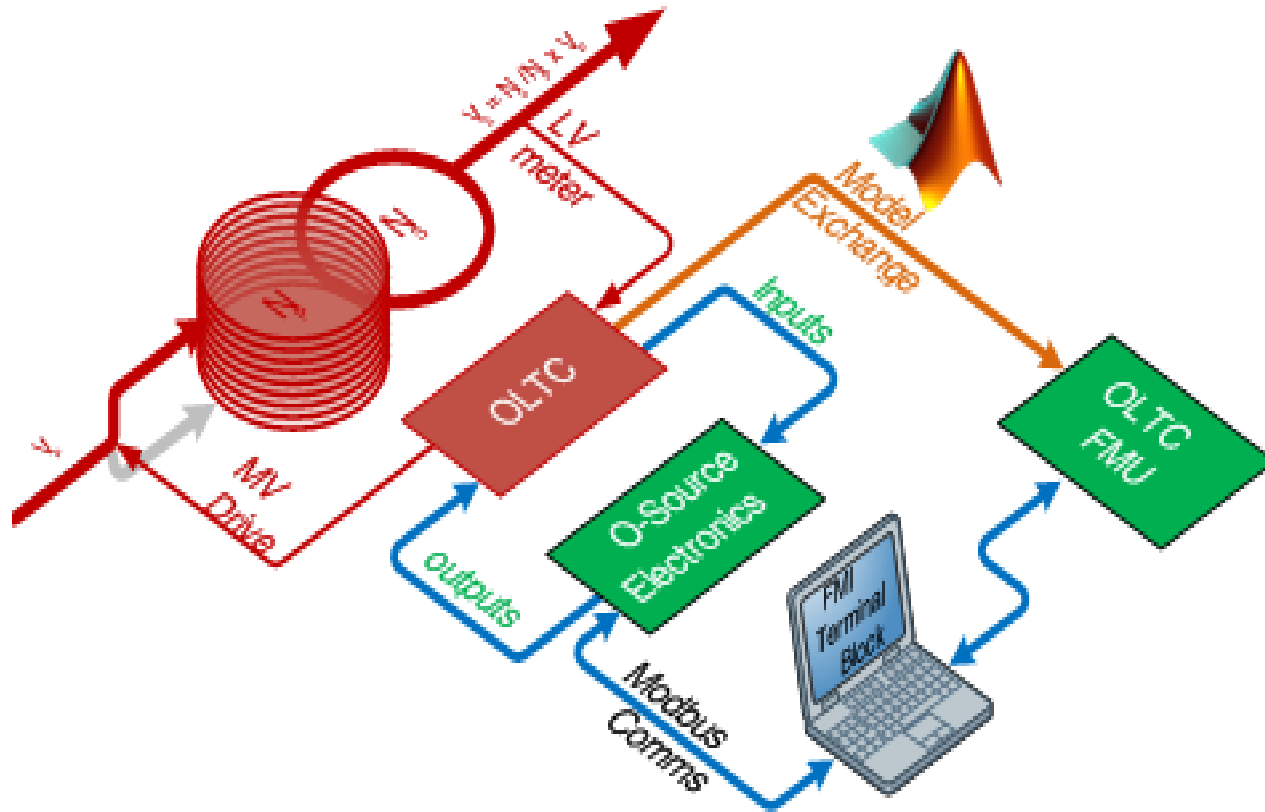 LV
meter
Model
Exchange
Inputs
OLTC
OLTC
FMU
MV
Drive
O-Source
Electronics
outputs
FMI
Terminal
Block
Modbus
Comms